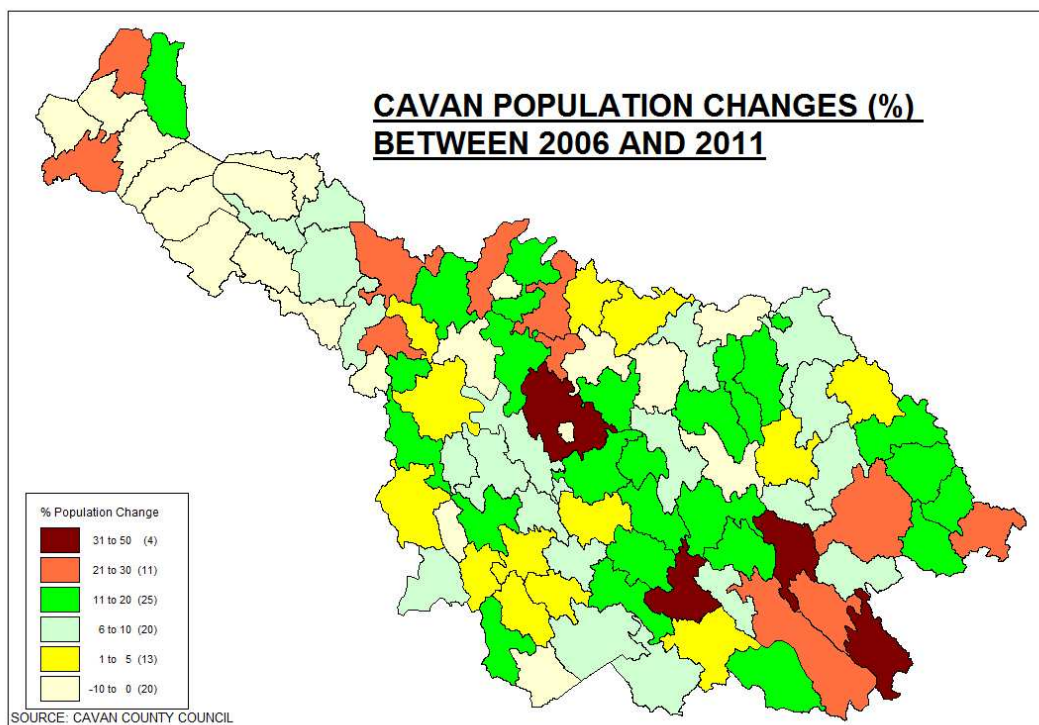 CAVAN POPULATION CHANGES (%)
BETWEEN 2006 AND 2011
% Population Change
31 to 50 (4)
21 to 30 (11)
11 to 20 (25)
6 to 10 (20)
1 to 5 (13)
-10 to 0 (20)
SOURCE: CAVAN COUNTY COUNCIL